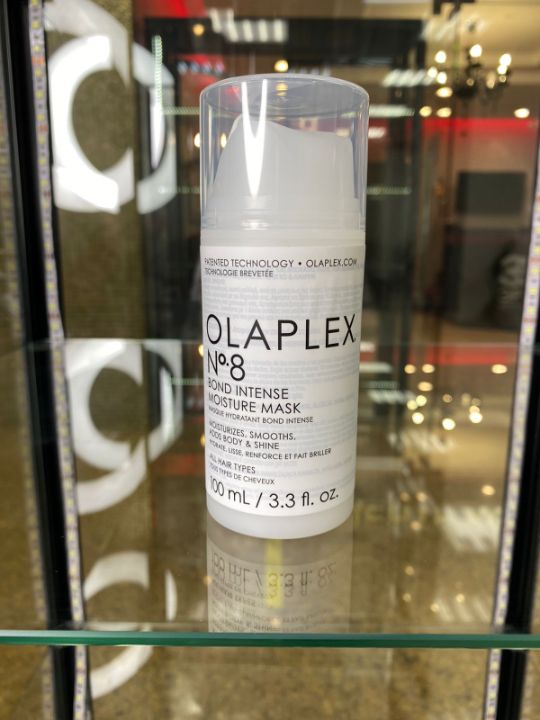 PATENTED TECHNOLOGY • OLAPLEX.COM
TECHNOLOGIE BREVETÉE
OLAPLEX.
Nº.8
BOND INTENSE
MOISTURE MASK
MASQUE HYDRATANT BOND INTENSE
MOISTURIZES, SMOOTHS,
ADDS BODY & SHINE
HYDRATE, LISSE, RENFORCE ET FAIT BRILLER
ALL HAIR TYPES
TOUS TYPES DE CHEVEUX
100 mL / 3.3 fl. oz.